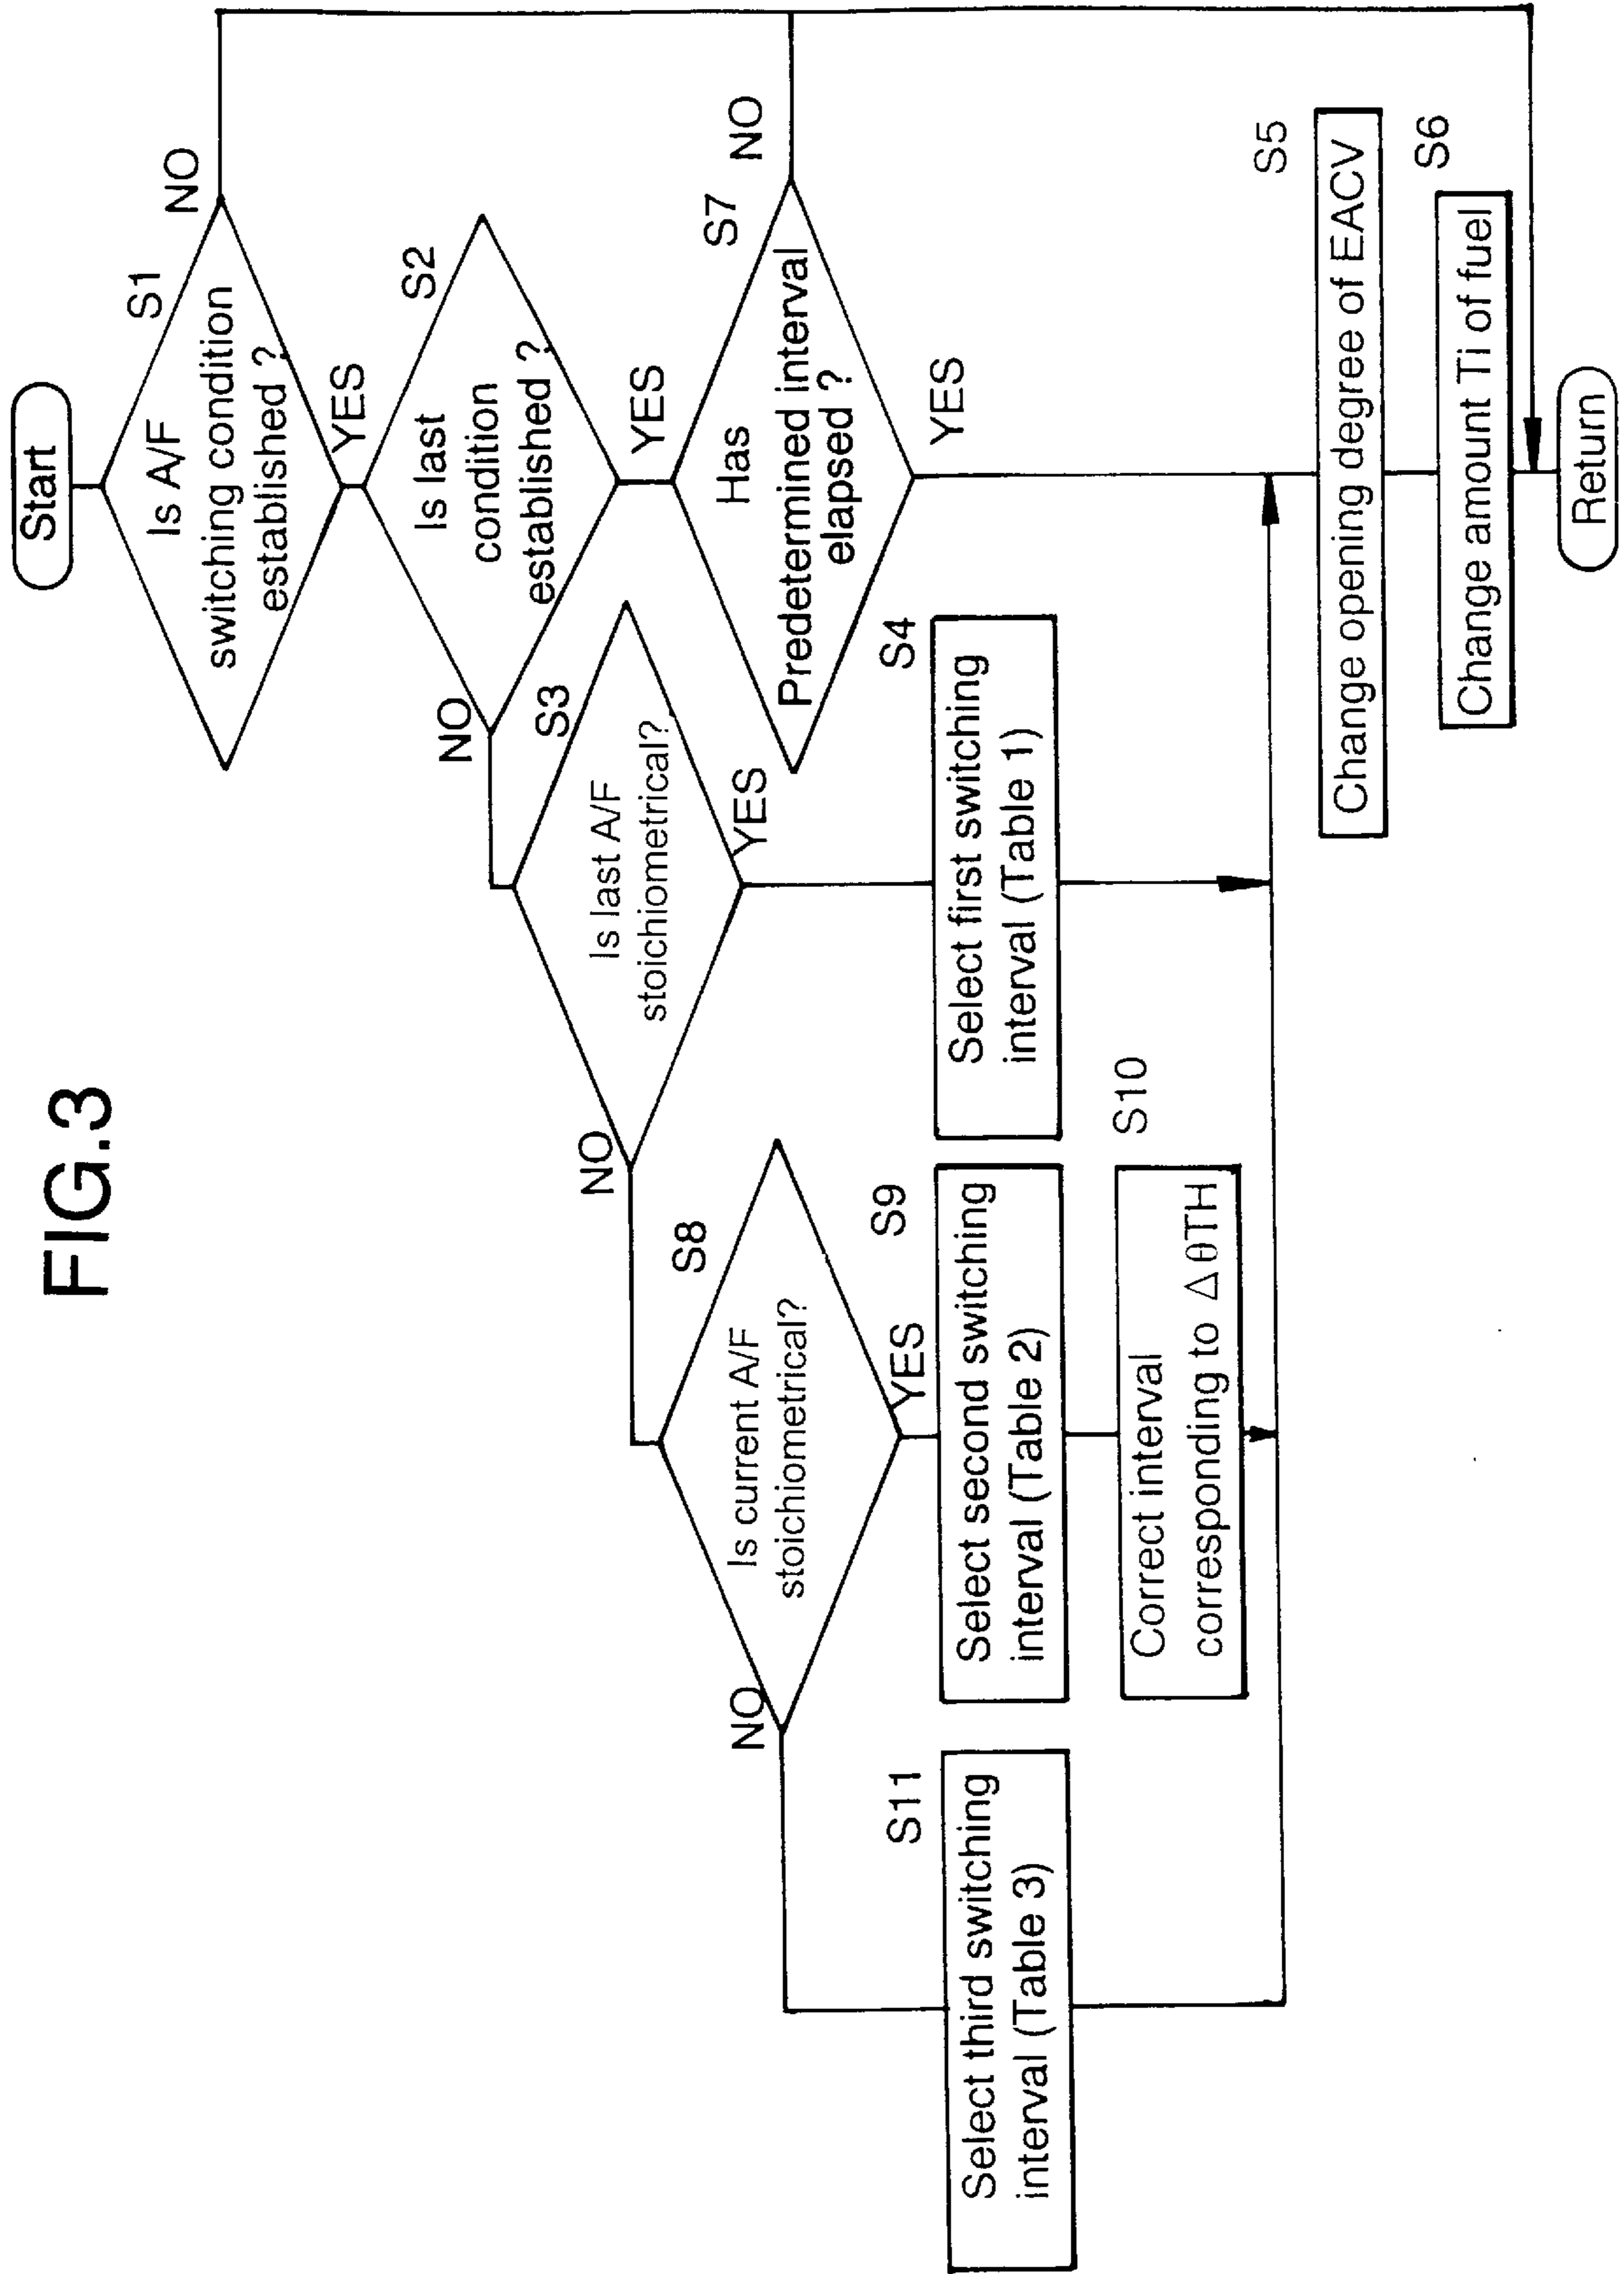 FIG.3
Start
S1
Is A/F
switching condition
established ?
NO
YES
S2
Is last
condition
established ?
NO
YES
S3
Is last A/F
stoichiometrical?
NO
YES
S7
Has
Predetermined interval
elapsed ?
NO
YES
S8
Is current A/F
stoichiometrical?
NO
YES
S11
Select third switching
interval (Table 3)
S9
Select second switching
interval (Table 2)
S4
Select first switching
interval (Table 1)
S10
Correct interval
corresponding to ΔθTH
S5
Change opening degree of EACV
S6
Change amount Ti of fuel
Return